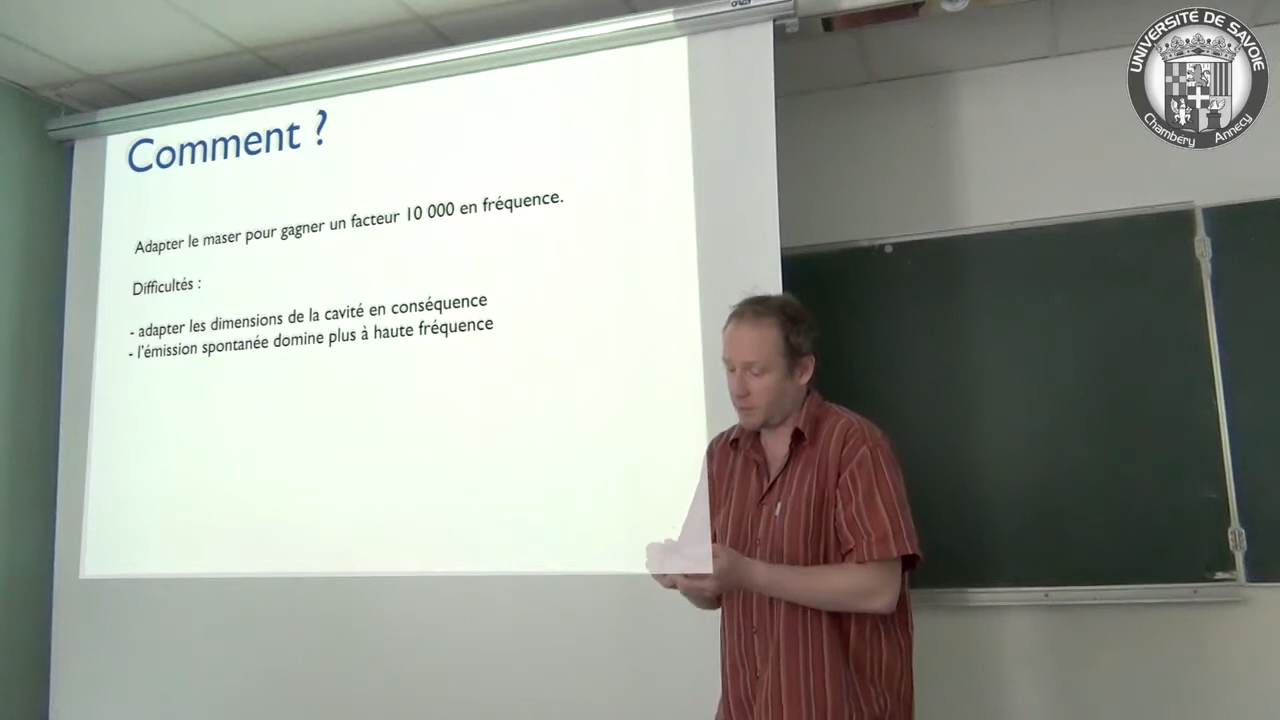 Comment ?
Adapter le maser pour gagner un facteur 10 000 en fréquence.
Difficultés :
- adapter les dimensions de la cavité en conséquence
- l'émission spontanée domine plus à haute fréquence
UNIVERSITÉ DE SAVOIE
Chambéry Annecy